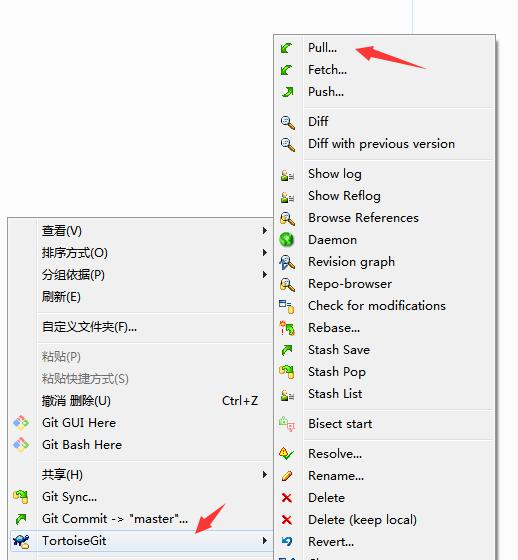 Pull...
Fetch...
Push...
Diff
Diff with previous version
Show log
Show Reflog
Browse References
Daemon
Revision graph
Repo-browser
Check for modifications
Rebase...
Stash Save
Stash Pop
Stash List
Bisect start
Resolve...
Rename...
Delete
Delete (keep local)
Revert...
查看(V)
排序方式(O)
分组依据(P)
刷新(E)
自定义文件夹(F)...
粘贴(P)
粘贴快捷方式(S)
撤消 删除(U) Ctrl+Z
Git GUI Here
Git Bash Here
共享(H)
Git Sync...
Git Commit -> "master"...
TortoiseGit